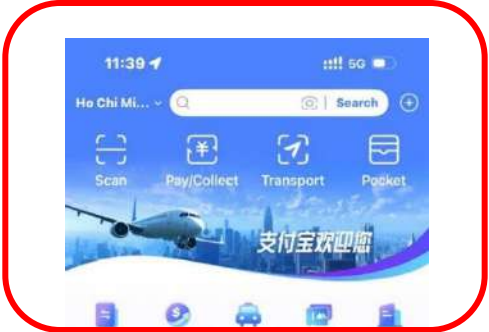 11:39
5G
Ho Chi Mi...
Search
Scan Pay/Collect Transport Pocket
支付宝欢迎您